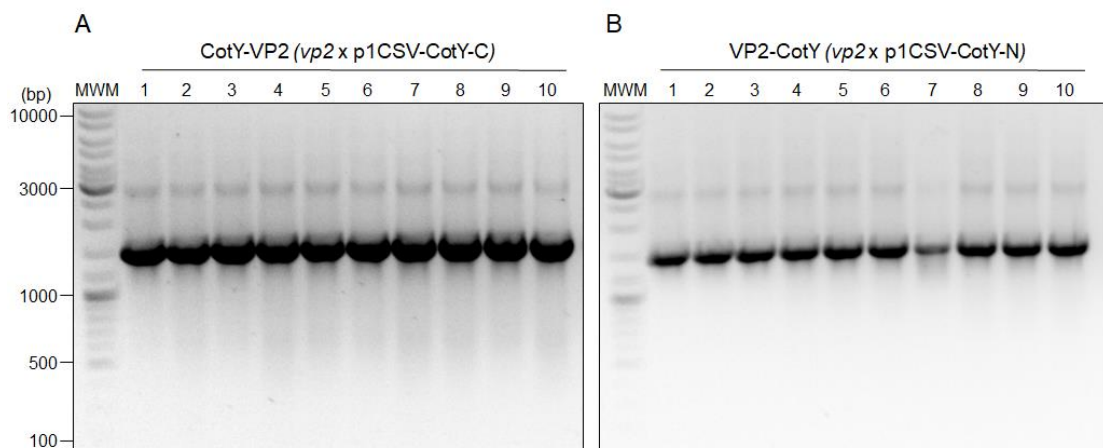 A
CotY-VP2 (vp2 x p1CSV-CotY-C)
(bp) MWM 1 2 3 4 5 6 7 8 9 10
10000
3000
1000
500
100
B
VP2-CotY (vp2 x p1CSV-CotY-N)
MWM 1 2 3 4 5 6 7 8 9 10